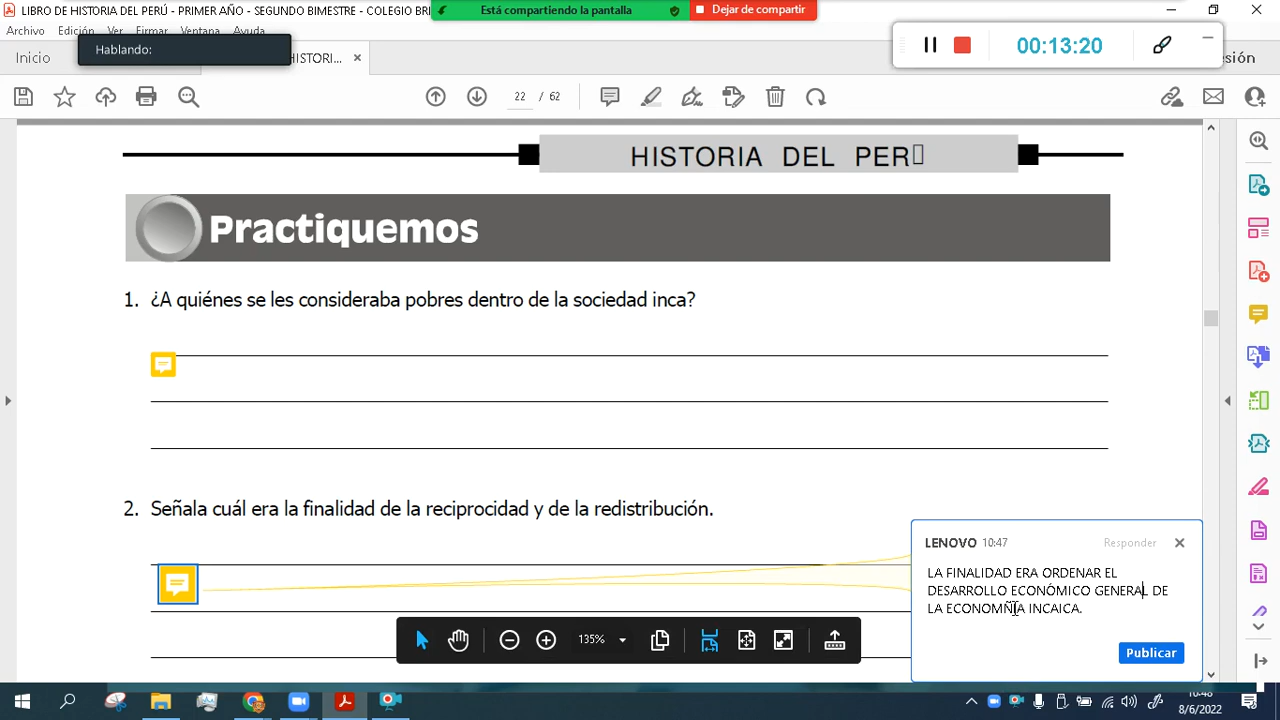 LIBRO DE HISTORIA DEL PERÚ - PRIMER AÑO - SEGUNDO BIMESTRE - COLEGIO BRI
Está compartiendo la pantalla
Dejar de compartir
Archivo Edición Ver Firmar Ventana Ayuda
Hablando:
00:13:20
Inicio
HISTORI...
esión
22 / 62
HISTORIA DEL PER
Practiquemos
1. ¿A quiénes se les consideraba pobres dentro de la sociedad inca?
2. Señala cuál era la finalidad de la reciprocidad y de la redistribución.
LENOVO 10:47
Responder
LA FINALIDAD ERA ORDENAR EL
DESARROLLO ECONÓMICO GENERAL DE
LA ECONOMÑIA INCAICA.
Publicar
135%
10:48
8/6/2022